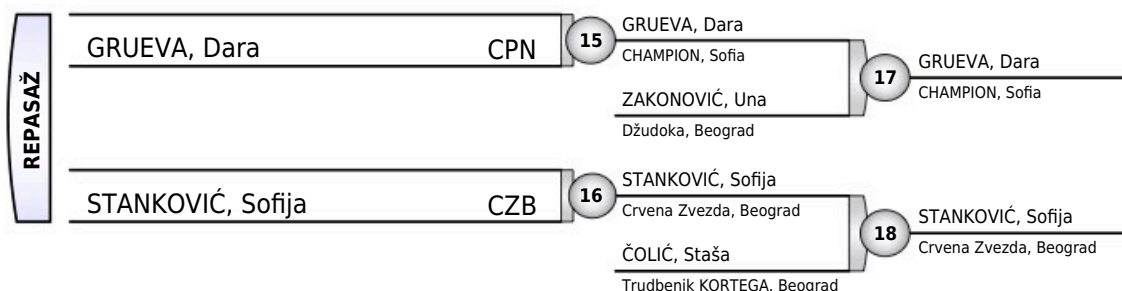 REPASAŽ
GRUEVA, Dara CPN
15
GRUEVA, Dara
CHAMPION, Sofia
ZAKONOVIĆ, Una
Džudoka, Beograd
17
GRUEVA, Dara
CHAMPION, Sofia
STANKOVIĆ, Sofija CZB
16
STANKOVIĆ, Sofija
Crvena Zvezda, Beograd
ČOLIĆ, Staša
Trudbenik KORTEGA, Beograd
18
STANKOVIĆ, Sofija
Crvena Zvezda, Beograd